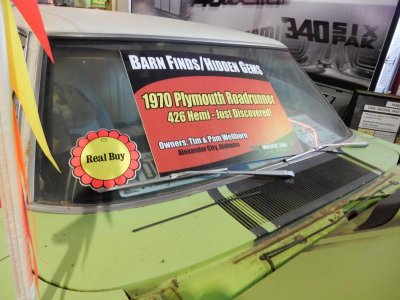 340 SIX
PAK
BARN FINDS/HIDDEN GEMS
1970 Plymouth Roadrunner
426 Hemi - Just Discovered!
Owners: Tim & Pam Wellborn
Alexander City, Alabama
Real Buy